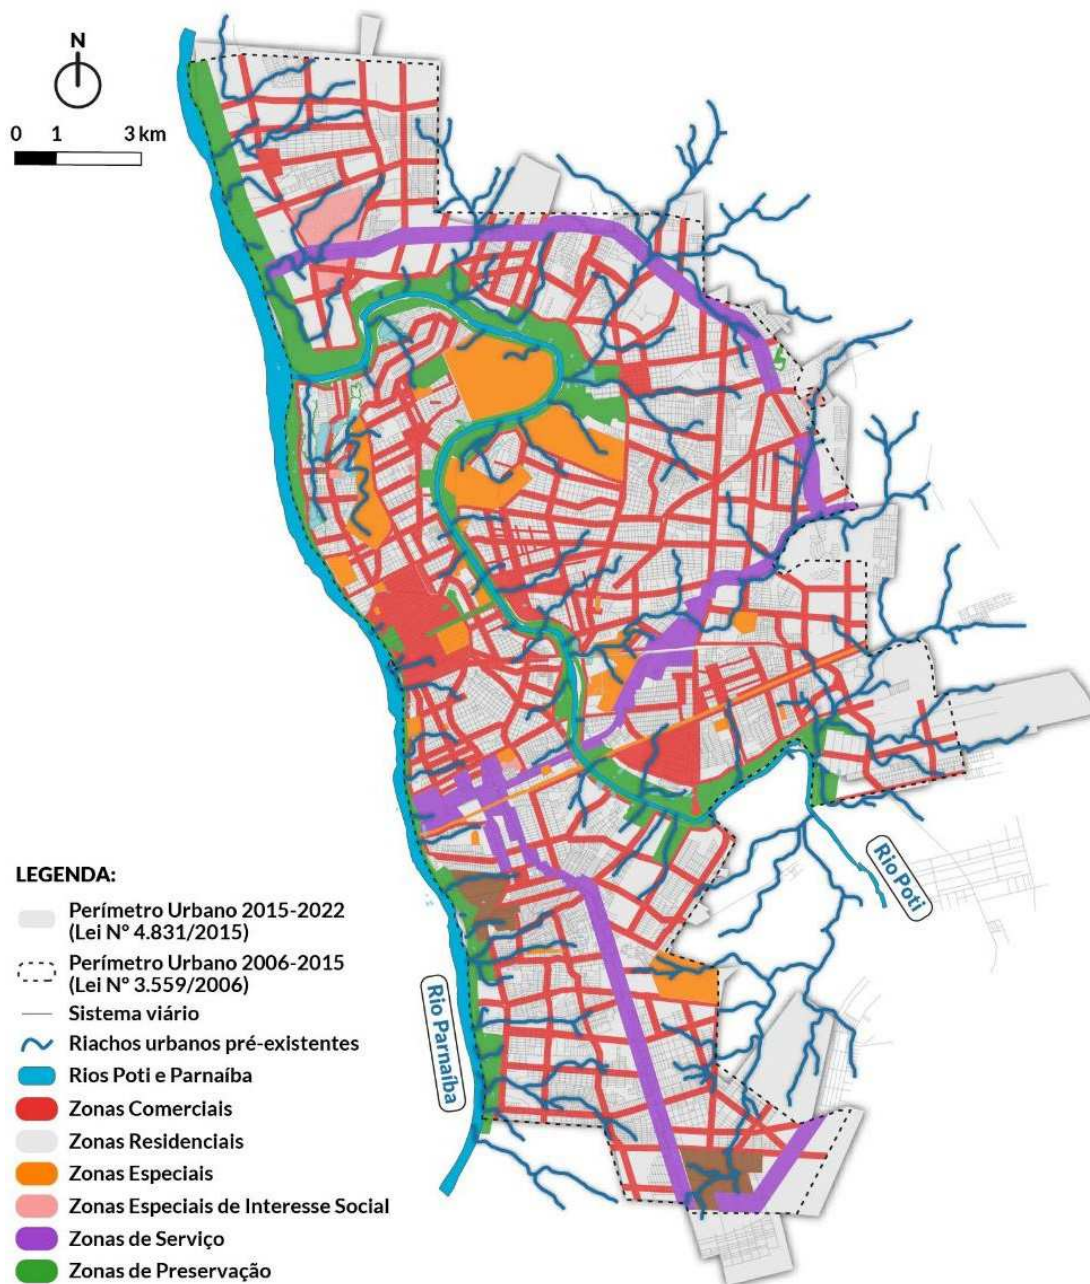 N
0 1 3 km
Rio Poti
Rio Parnaíba
LEGENDA:
Perímetro Urbano 2015-2022
(Lei Nº 4.831/2015)
Perímetro Urbano 2006-2015
(Lei Nº 3.559/2006)
Sistema viário
Riachos urbanos pré-existentes
Rios Poti e Parnaíba
Zonas Comerciais
Zonas Residenciais
Zonas Especiais
Zonas Especiais de Interesse Social
Zonas de Serviço
Zonas de Preservação